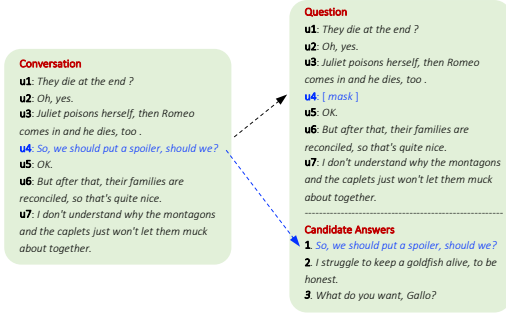 Conversation
u1: They die at the end ?
u2: Oh, yes.
u3: Juliet poisons herself, then Romeo
comes in and he dies, too .
u4: So, we should put a spoiler, should we?
u5: OK.
u6: But after that, their families are
reconciled, so that's quite nice.
u7: I don't understand why the montagons
and the caplets just won't let them muck
about together.
Question
u1: They die at the end ?
u2: Oh, yes.
u3: Juliet poisons herself, then Romeo
comes in and he dies, too .
u4: [ mask ]
u5: OK.
u6: But after that, their families are
reconciled, so that's quite nice.
u7: I don't understand why the montagons
and the caplets just won't let them muck
about together.
Candidate Answers
1. So, we should put a spoiler, should we?
2. I struggle to keep a goldfish alive, to be
honest.
3. What do you want, Gallo?